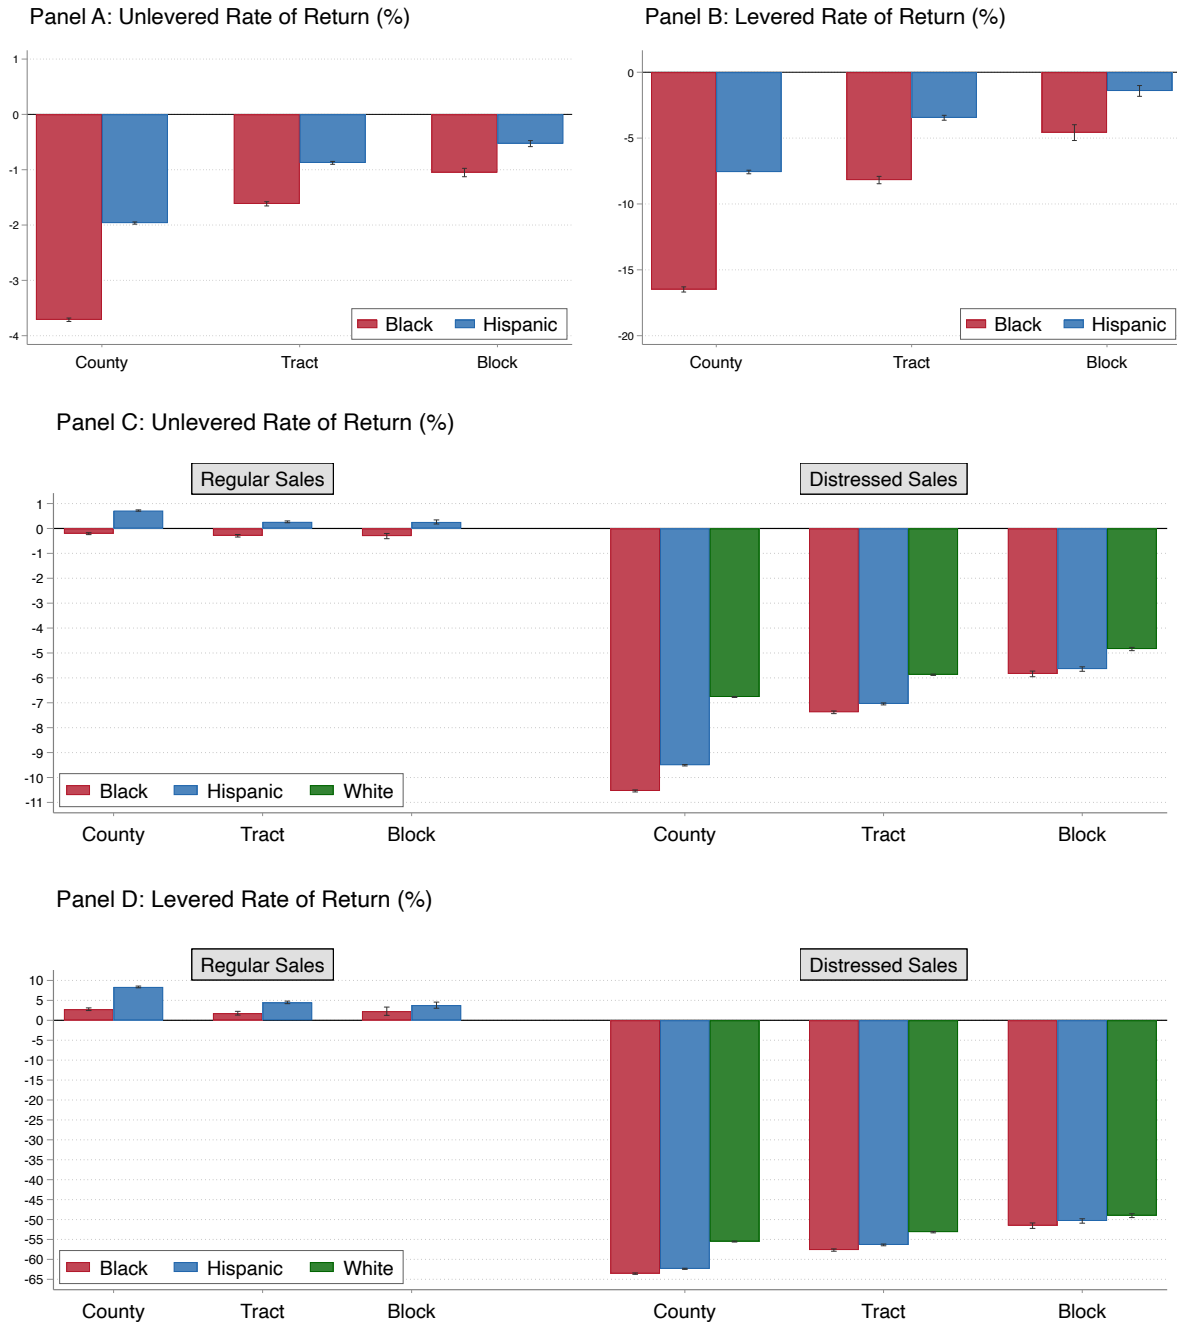 Panel A: Unlevered Rate of Return (%)
1
0
-1
-2
-3
-4
Black Hispanic
County Tract Block
Panel B: Levered Rate of Return (%)
0
-5
-10
-15
-20
Black Hispanic
County Tract Block
Panel C: Unlevered Rate of Return (%)
Regular Sales Distressed Sales
1
0
-1
-2
-3
-4
-5
-6
-7
-8
-9
-10
-11
Black Hispanic White
County Tract Block County Tract Block
Panel D: Levered Rate of Return (%)
Regular Sales Distressed Sales
10
5
0
-5
-10
-15
-20
-25
-30
-35
-40
-45
-50
-55
-60
-65
Black Hispanic White
County Tract Block County Tract Block